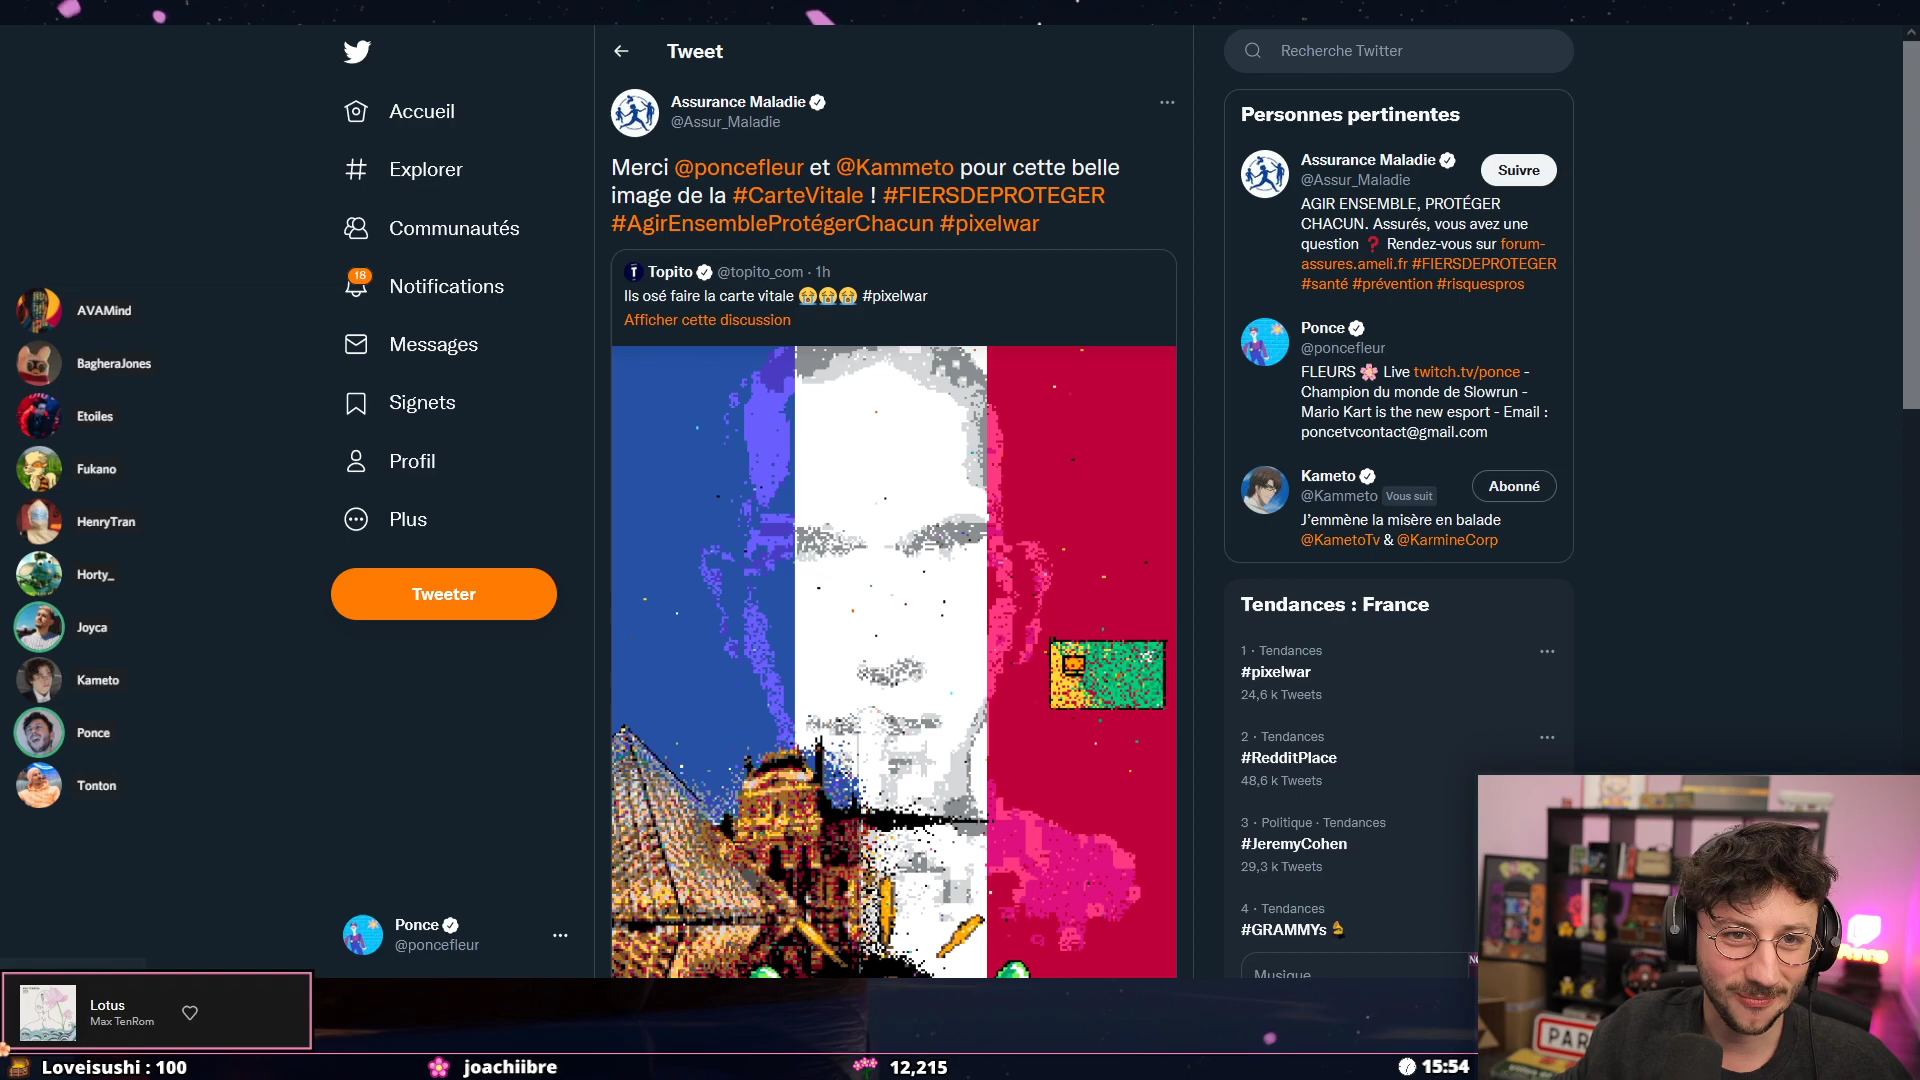 Accueil
Explorer
Communautés
18
Notifications
Messages
Signets
Profil
Plus
Tweeter
AVAMind
BagheraJones
Etoiles
Fukano
HenryTran
Horty_
Joyca
Kameto
Ponce
Tonton
Ponce
@poncefleur
Tweet
Assurance Maladie
@Assur_Maladie
Merci @poncefleur et @Kammeto pour cette belle
image de la #CarteVitale ! #FIERSDEPROTEGER
#AgirEnsembleProtégerChacun #pixelwar
Topito @topito_com · 1h
Ils osé faire la carte vitale 😭😭😭 #pixelwar
Afficher cette discussion
Recherche Twitter
Personnes pertinentes
Assurance Maladie
@Assur_Maladie
Suivre
AGIR ENSEMBLE, PROTÉGER
CHACUN. Assurés, vous avez une
question ❓ Rendez-vous sur forum-
assures.ameli.fr #FIERSDEPROTEGER
#santé #prévention #risquespros
Ponce
@poncefleur
FLEURS 🌸 Live twitch.tv/ponce -
Champion du monde de Slowrun -
Mario Kart is the new esport - Email :
poncetvcontact@gmail.com
Kameto
@Kammeto Vous suit
Abonné
J'emmène la misère en balade
@KametoTv & @KarmineCorp
Tendances : France
1 · Tendances
#pixelwar
24,6 k Tweets
2 · Tendances
#RedditPlace
48,6 k Tweets
3 · Politique · Tendances
#JeremyCohen
29,3 k Tweets
4 · Tendances
#GRAMMYs
Musique
PAR
Lotus
Max TenRom
Loveisushi : 100
joachiibre
12,215
15:54